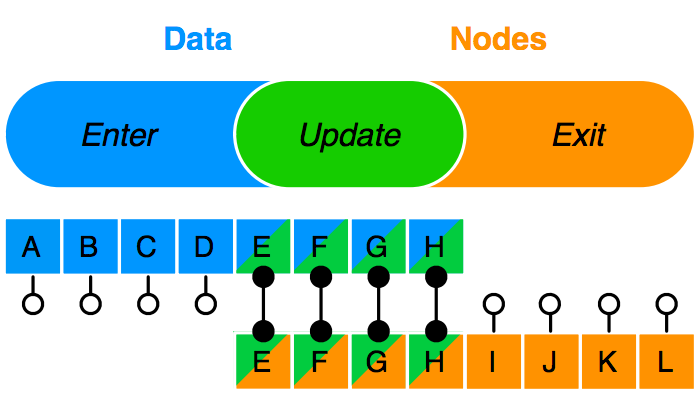 Data Nodes
Enter Update Exit
A B C D E F G H
E F G H I J K L